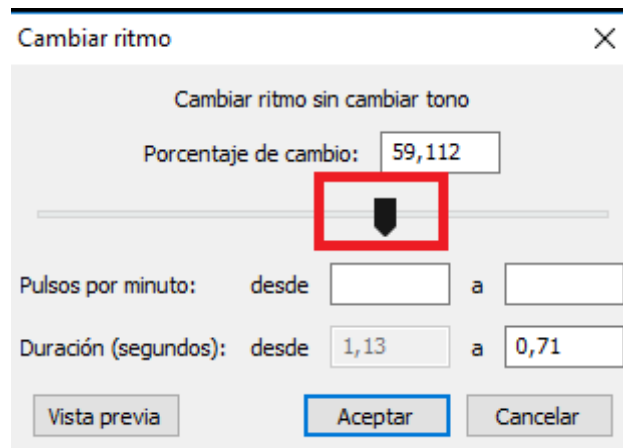 Cambiar ritmo
Cambiar ritmo sin cambiar tono
Porcentaje de cambio: 59,112
Pulsos por minuto: desde a
Duración (segundos): desde 1,13 a 0,71
Vista previa Aceptar Cancelar